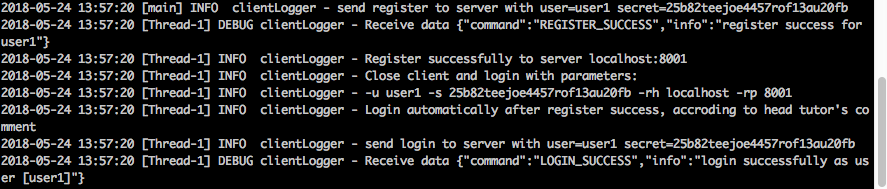 2018-05-24 13:57:20 [main] INFO  clientLogger - send register to server with user=user1 secret=25b82teejoe4457rof13au20fb
2018-05-24 13:57:20 [Thread-1] DEBUG clientLogger - Receive data {"command":"REGISTER_SUCCESS","info":"register success for
user1"}
2018-05-24 13:57:20 [Thread-1] INFO  clientLogger - Register successfully to server localhost:8001
2018-05-24 13:57:20 [Thread-1] INFO  clientLogger - Close client and login with parameters:
2018-05-24 13:57:20 [Thread-1] INFO  clientLogger - -u user1 -s 25b82teejoe4457rof13au20fb -rh localhost -rp 8001
2018-05-24 13:57:20 [Thread-1] INFO  clientLogger - Login automatically after register success, accroding to head tutor's co
mment
2018-05-24 13:57:20 [Thread-1] INFO  clientLogger - send login to server with user=user1 secret=25b82teejoe4457rof13au20fb
2018-05-24 13:57:20 [Thread-1] DEBUG clientLogger - Receive data {"command":"LOGIN_SUCCESS","info":"login successfully as us
er [user1]"}